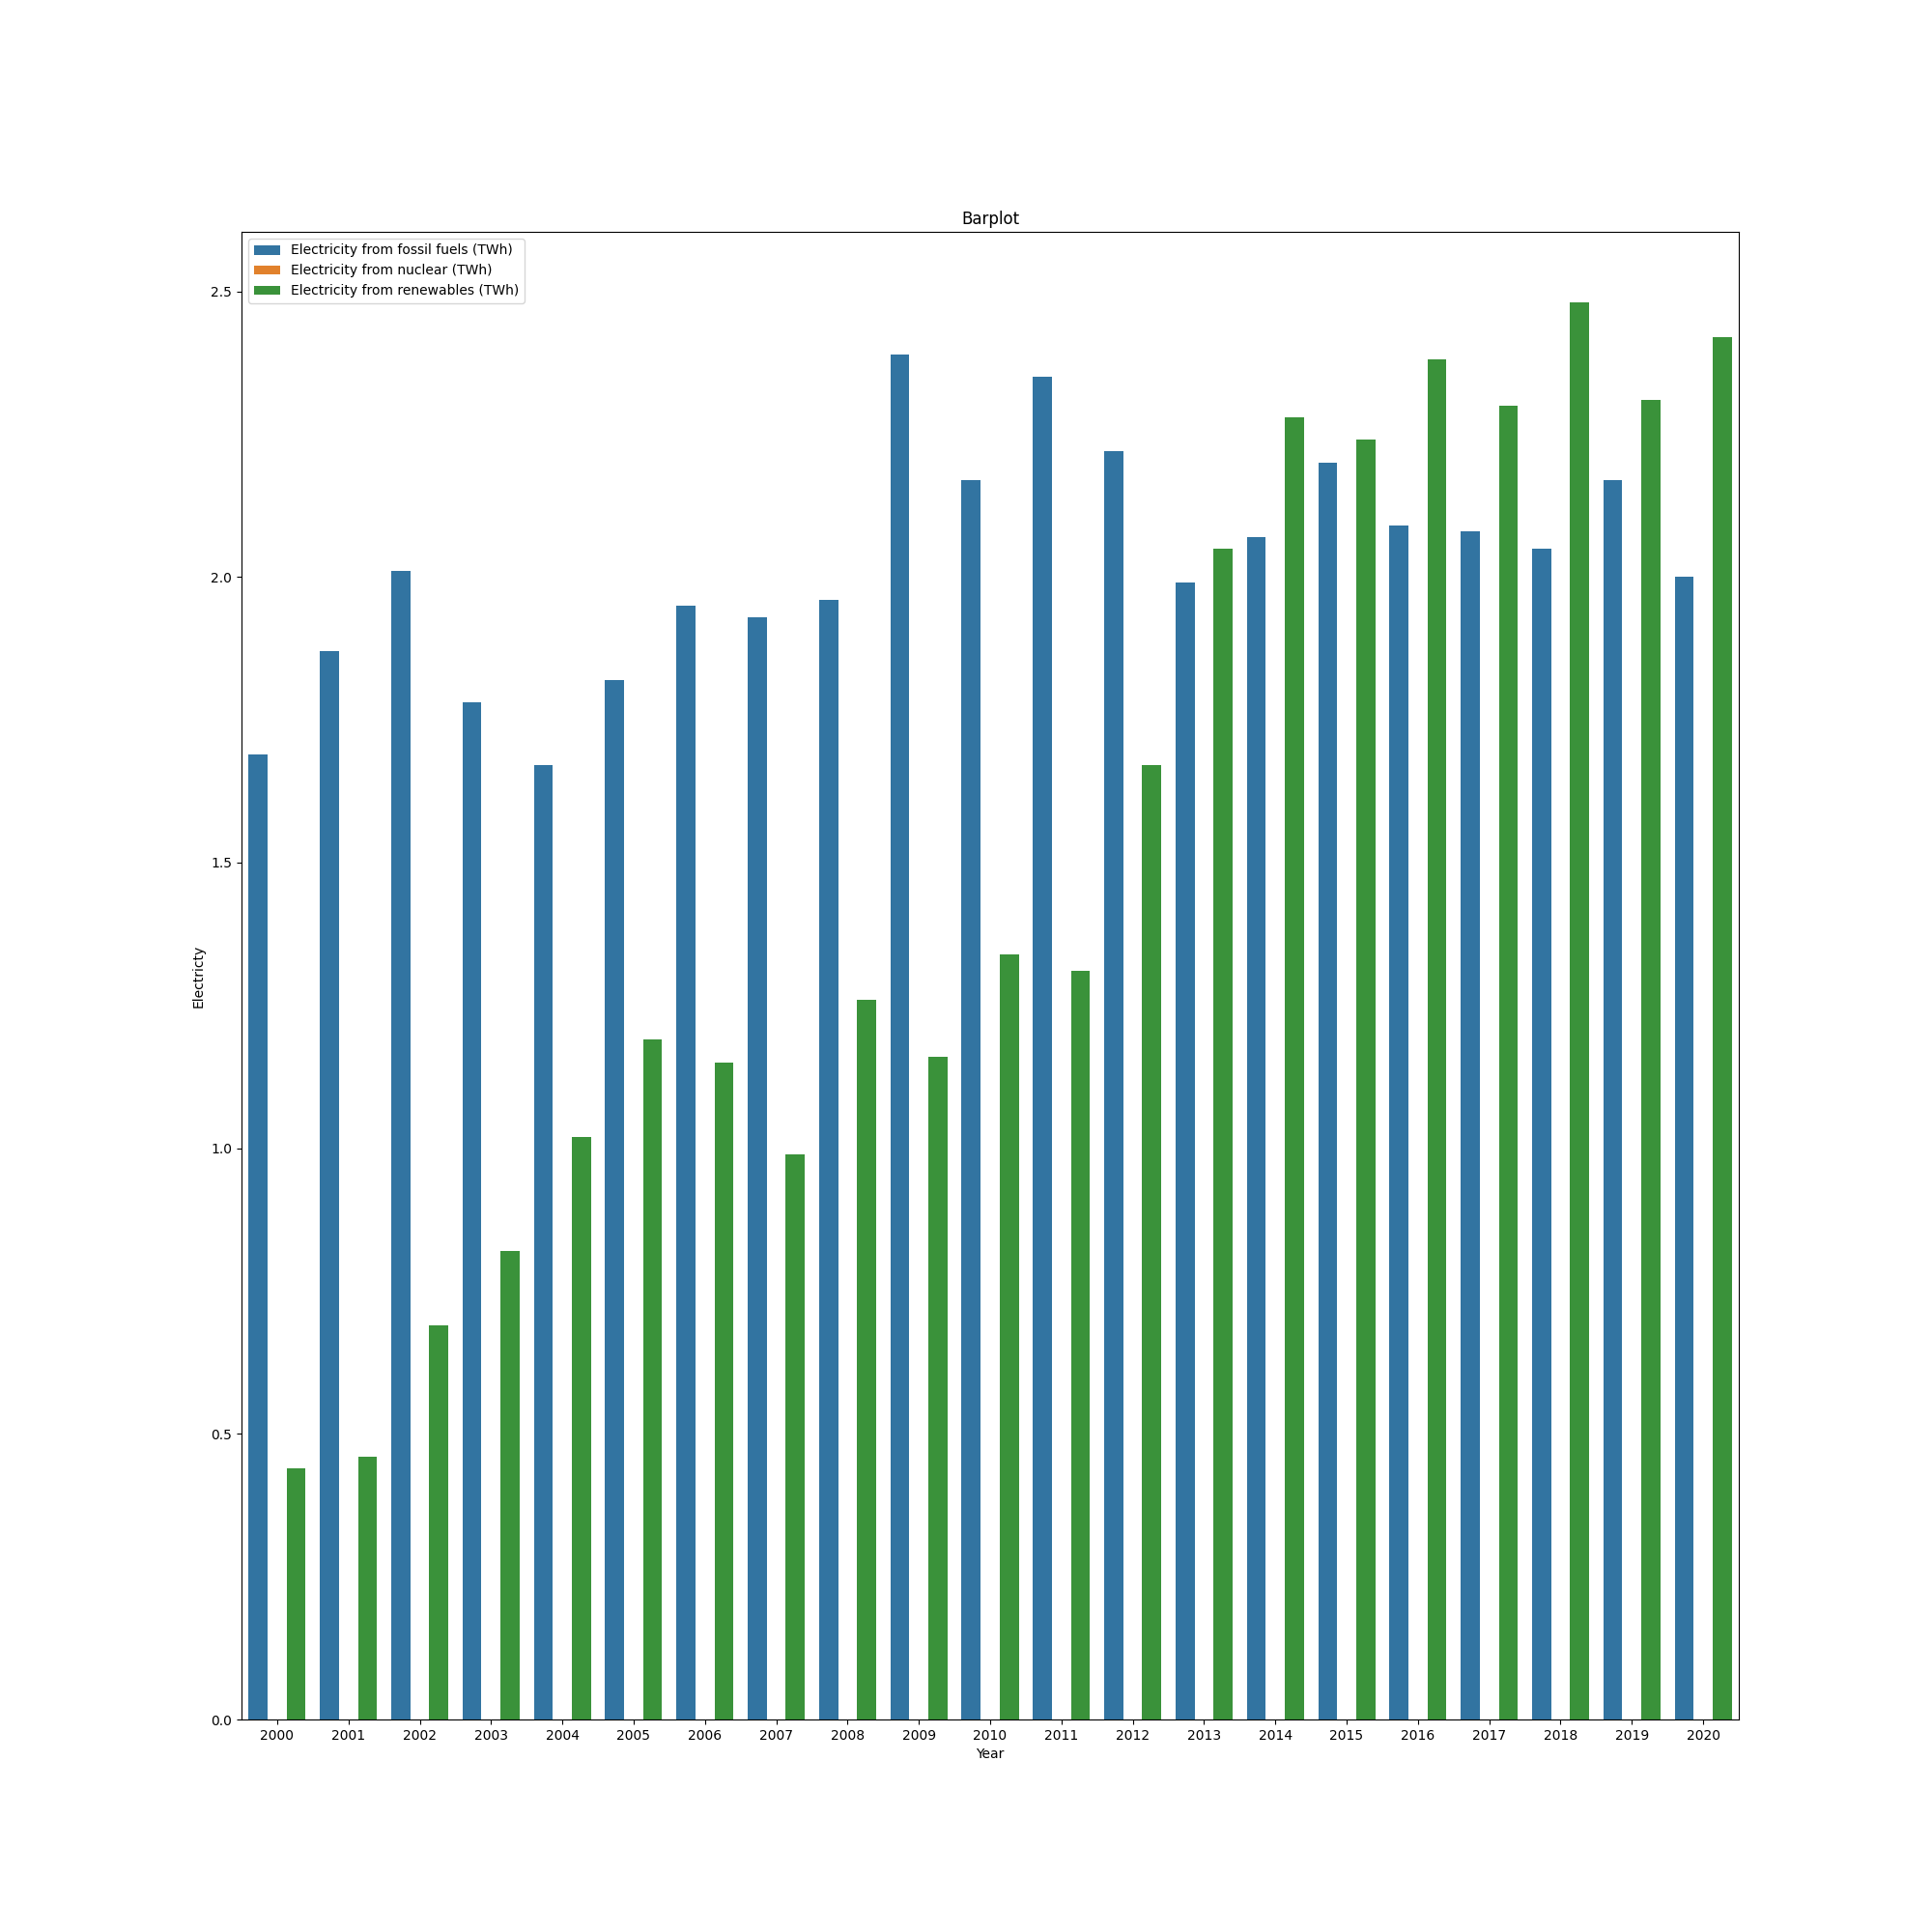 Barplot
Electricity from fossil fuels (TWh)
Electricity from nuclear (TWh)
Electricity from renewables (TWh)
2.5
2.0
1.5
1.0
0.5
0.0
Electricty
2000 2001 2002 2003 2004 2005 2006 2007 2008 2009 2010 2011 2012 2013 2014 2015 2016 2017 2018 2019 2020
Year